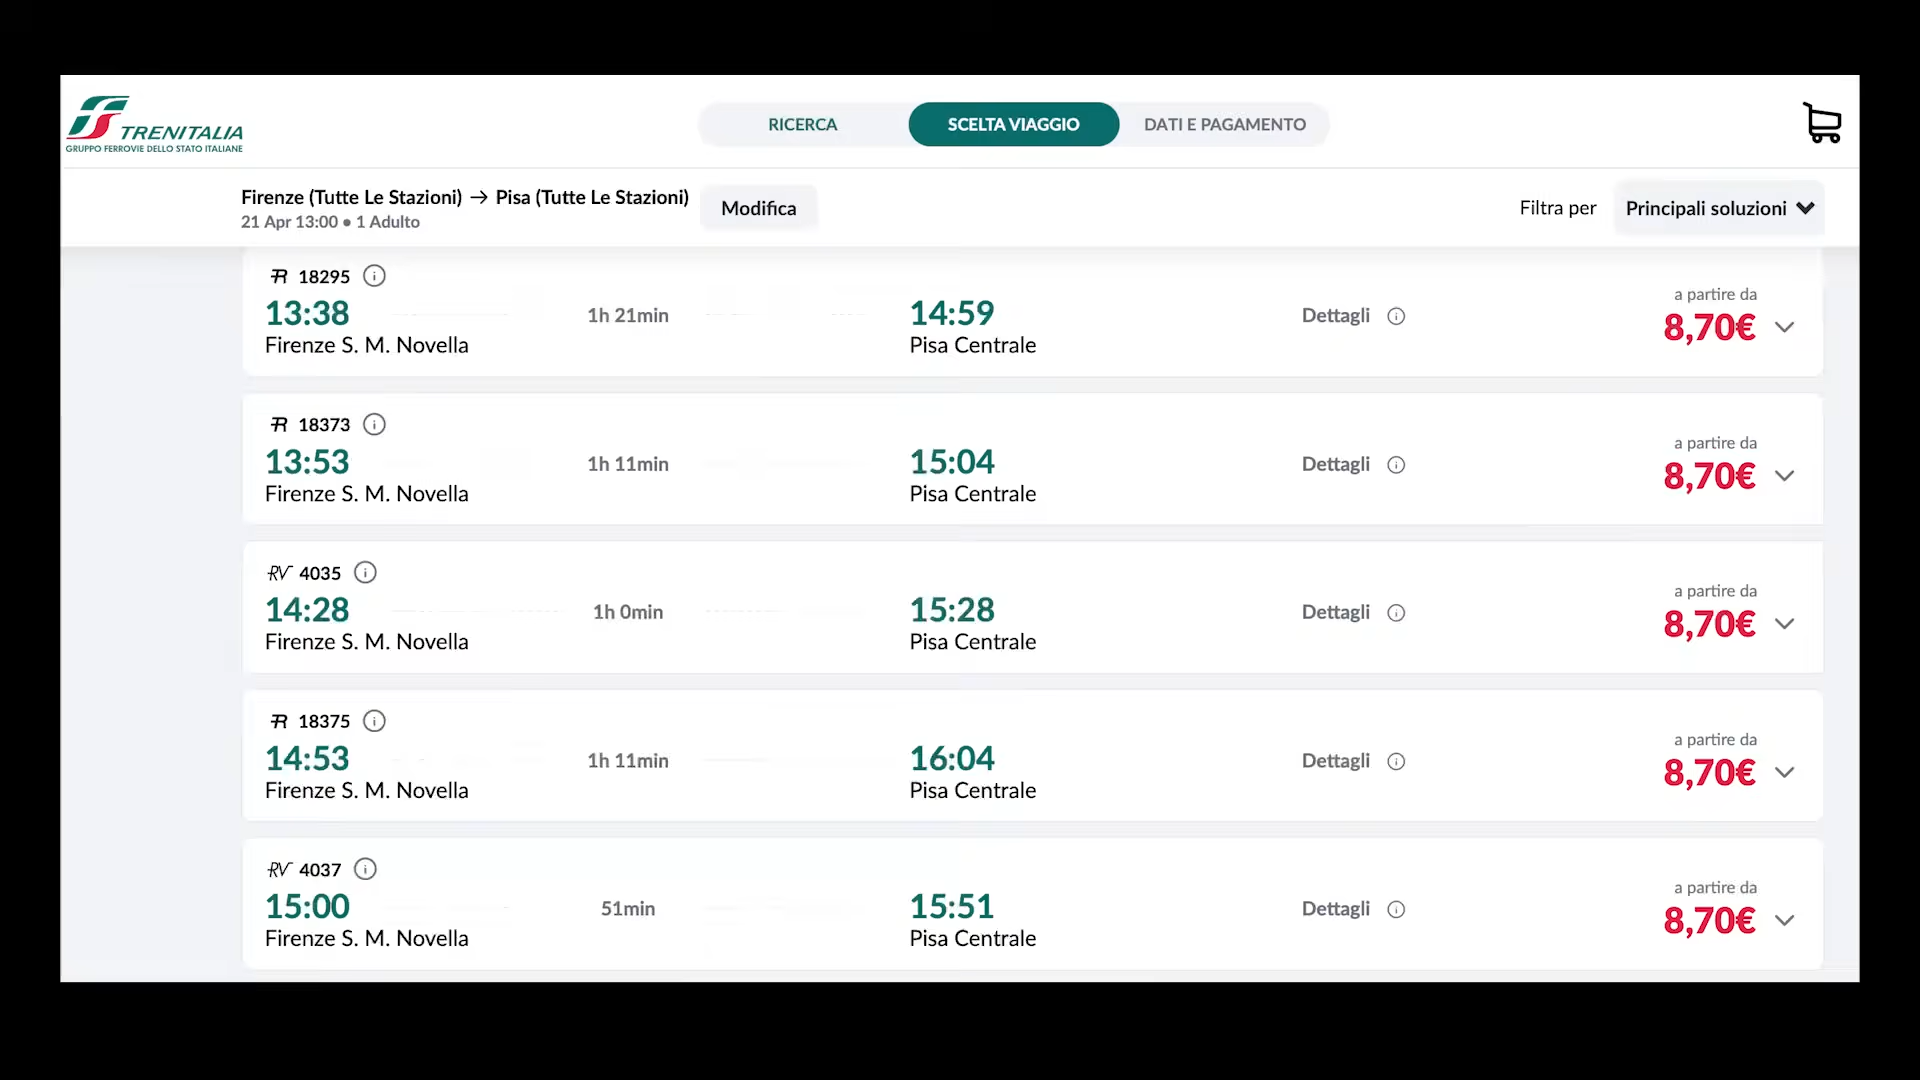 TRENITALIA
GRUPPO FERROVIE DELLO STATO ITALIANE
RICERCA
SCELTA VIAGGIO
DATI E PAGAMENTO
Firenze (Tutte Le Stazioni) → Pisa (Tutte Le Stazioni)
21 Apr 13:00 • 1 Adulto
Modifica
Filtra per
Principali soluzioni
R 18295
13:38
Firenze S. M. Novella
1h 21min
14:59
Pisa Centrale
Dettagli
a partire da
8,70€
R 18373
13:53
Firenze S. M. Novella
1h 11min
15:04
Pisa Centrale
Dettagli
a partire da
8,70€
RV 4035
14:28
Firenze S. M. Novella
1h 0min
15:28
Pisa Centrale
Dettagli
a partire da
8,70€
R 18375
14:53
Firenze S. M. Novella
1h 11min
16:04
Pisa Centrale
Dettagli
a partire da
8,70€
RV 4037
15:00
Firenze S. M. Novella
51min
15:51
Pisa Centrale
Dettagli
a partire da
8,70€